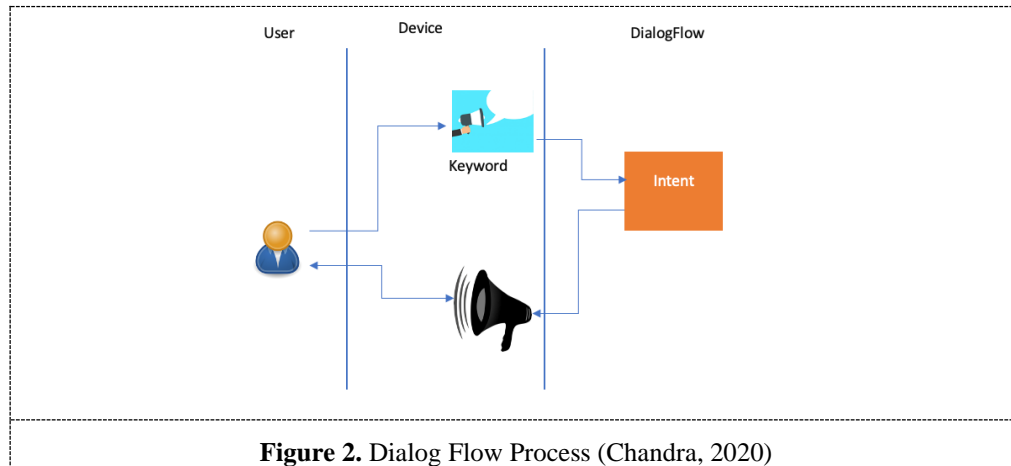 User
Device
DialogFlow
Keyword
Intent
Figure 2. Dialog Flow Process (Chandra, 2020)